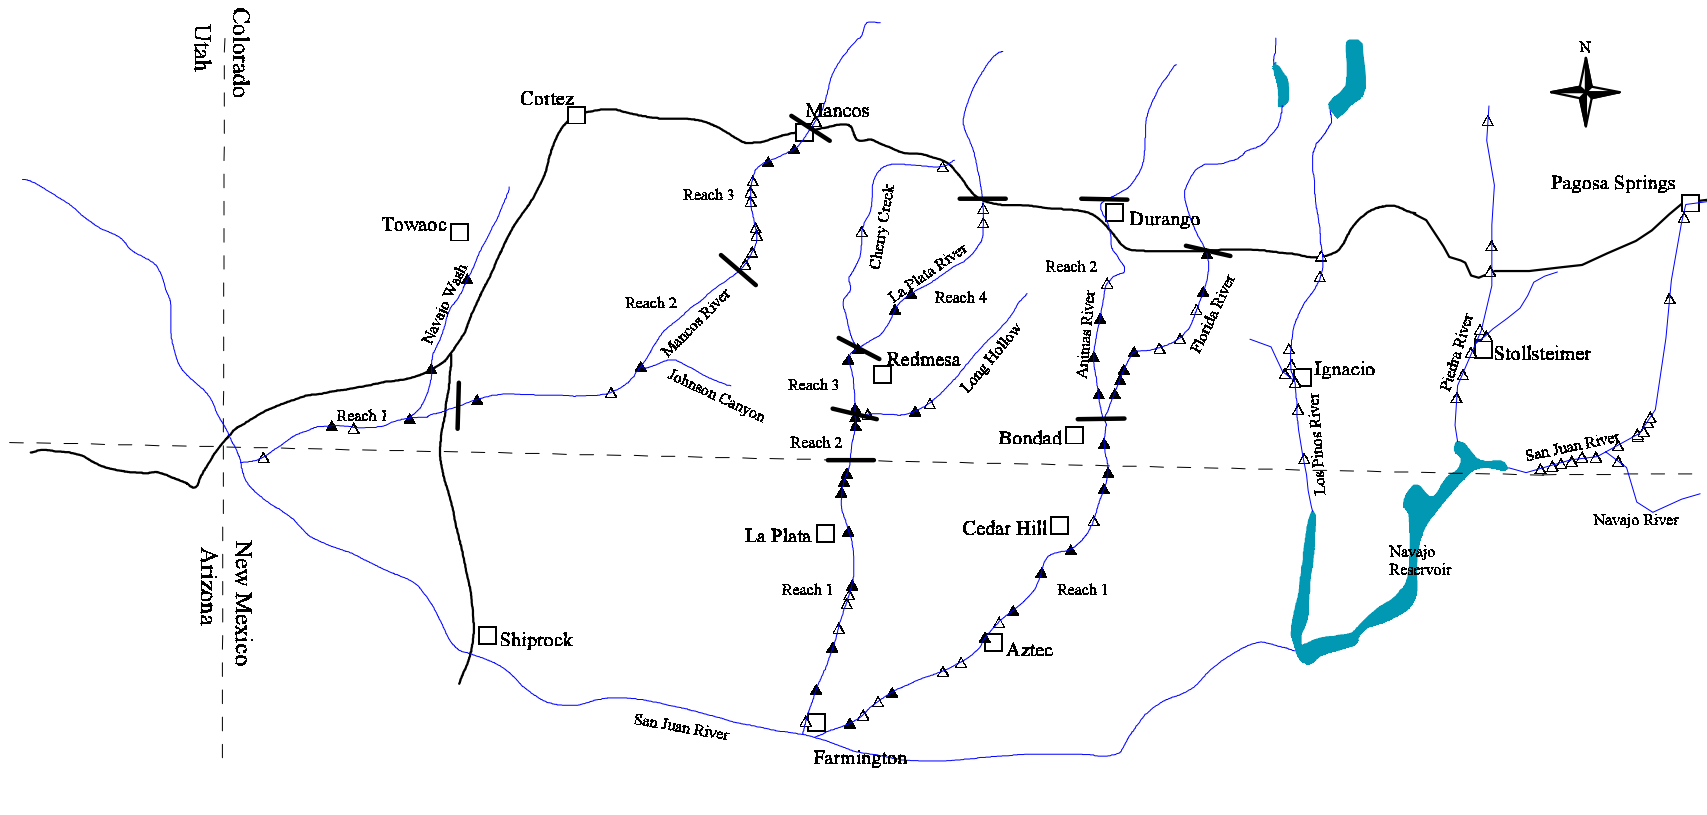 Colorado
Utah
N
Cortez
Mancos
Pagosa Springs
Reach 3
Cherry Creek
Durango
Towaoc
Navajo Wash
La Plata River
Reach 4
Reach 2
Reach 2
Mancos River
Animas River
Florida River
Redmesa
Long Hollow
Piedra River
Stollsteimer
Ignacio
Johnson Canyon
Reach 3
Reach 1
Reach 2
Bondad
Los Pinos River
San Juan River
Navajo River
La Plata
Cedar Hill
New Mexico
Arizona
Navajo
Reservoir
Reach 1
Reach 1
Shiprock
Aztec
San Juan River
Farmington